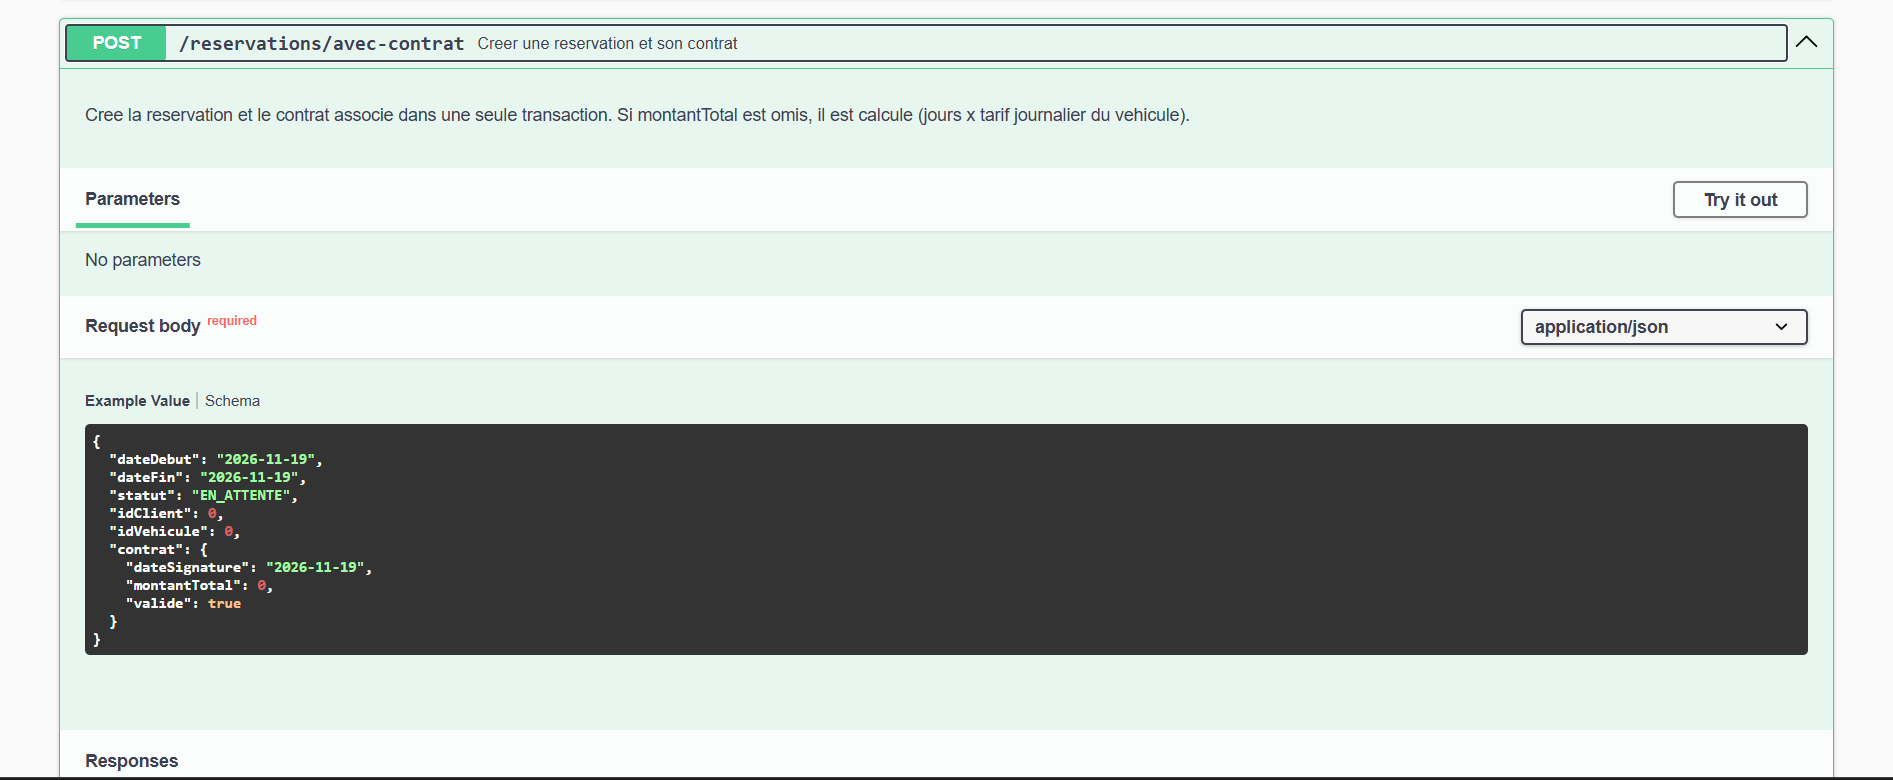 POST /reservations/avec-contrat Creer une reservation et son contrat
Cree la reservation et le contrat associe dans une seule transaction. Si montantTotal est omis, il est calcule (jours x tarif journalier du vehicule).
Parameters
Try it out
No parameters
Request body required
application/json
Example Value | Schema
{
  "dateDebut": "2026-11-19",
  "dateFin": "2026-11-19",
  "statut": "EN_ATTENTE",
  "idClient": 0,
  "idVehicule": 0,
  "contrat": {
    "dateSignature": "2026-11-19",
    "montantTotal": 0,
    "valide": true
  }
}
Responses